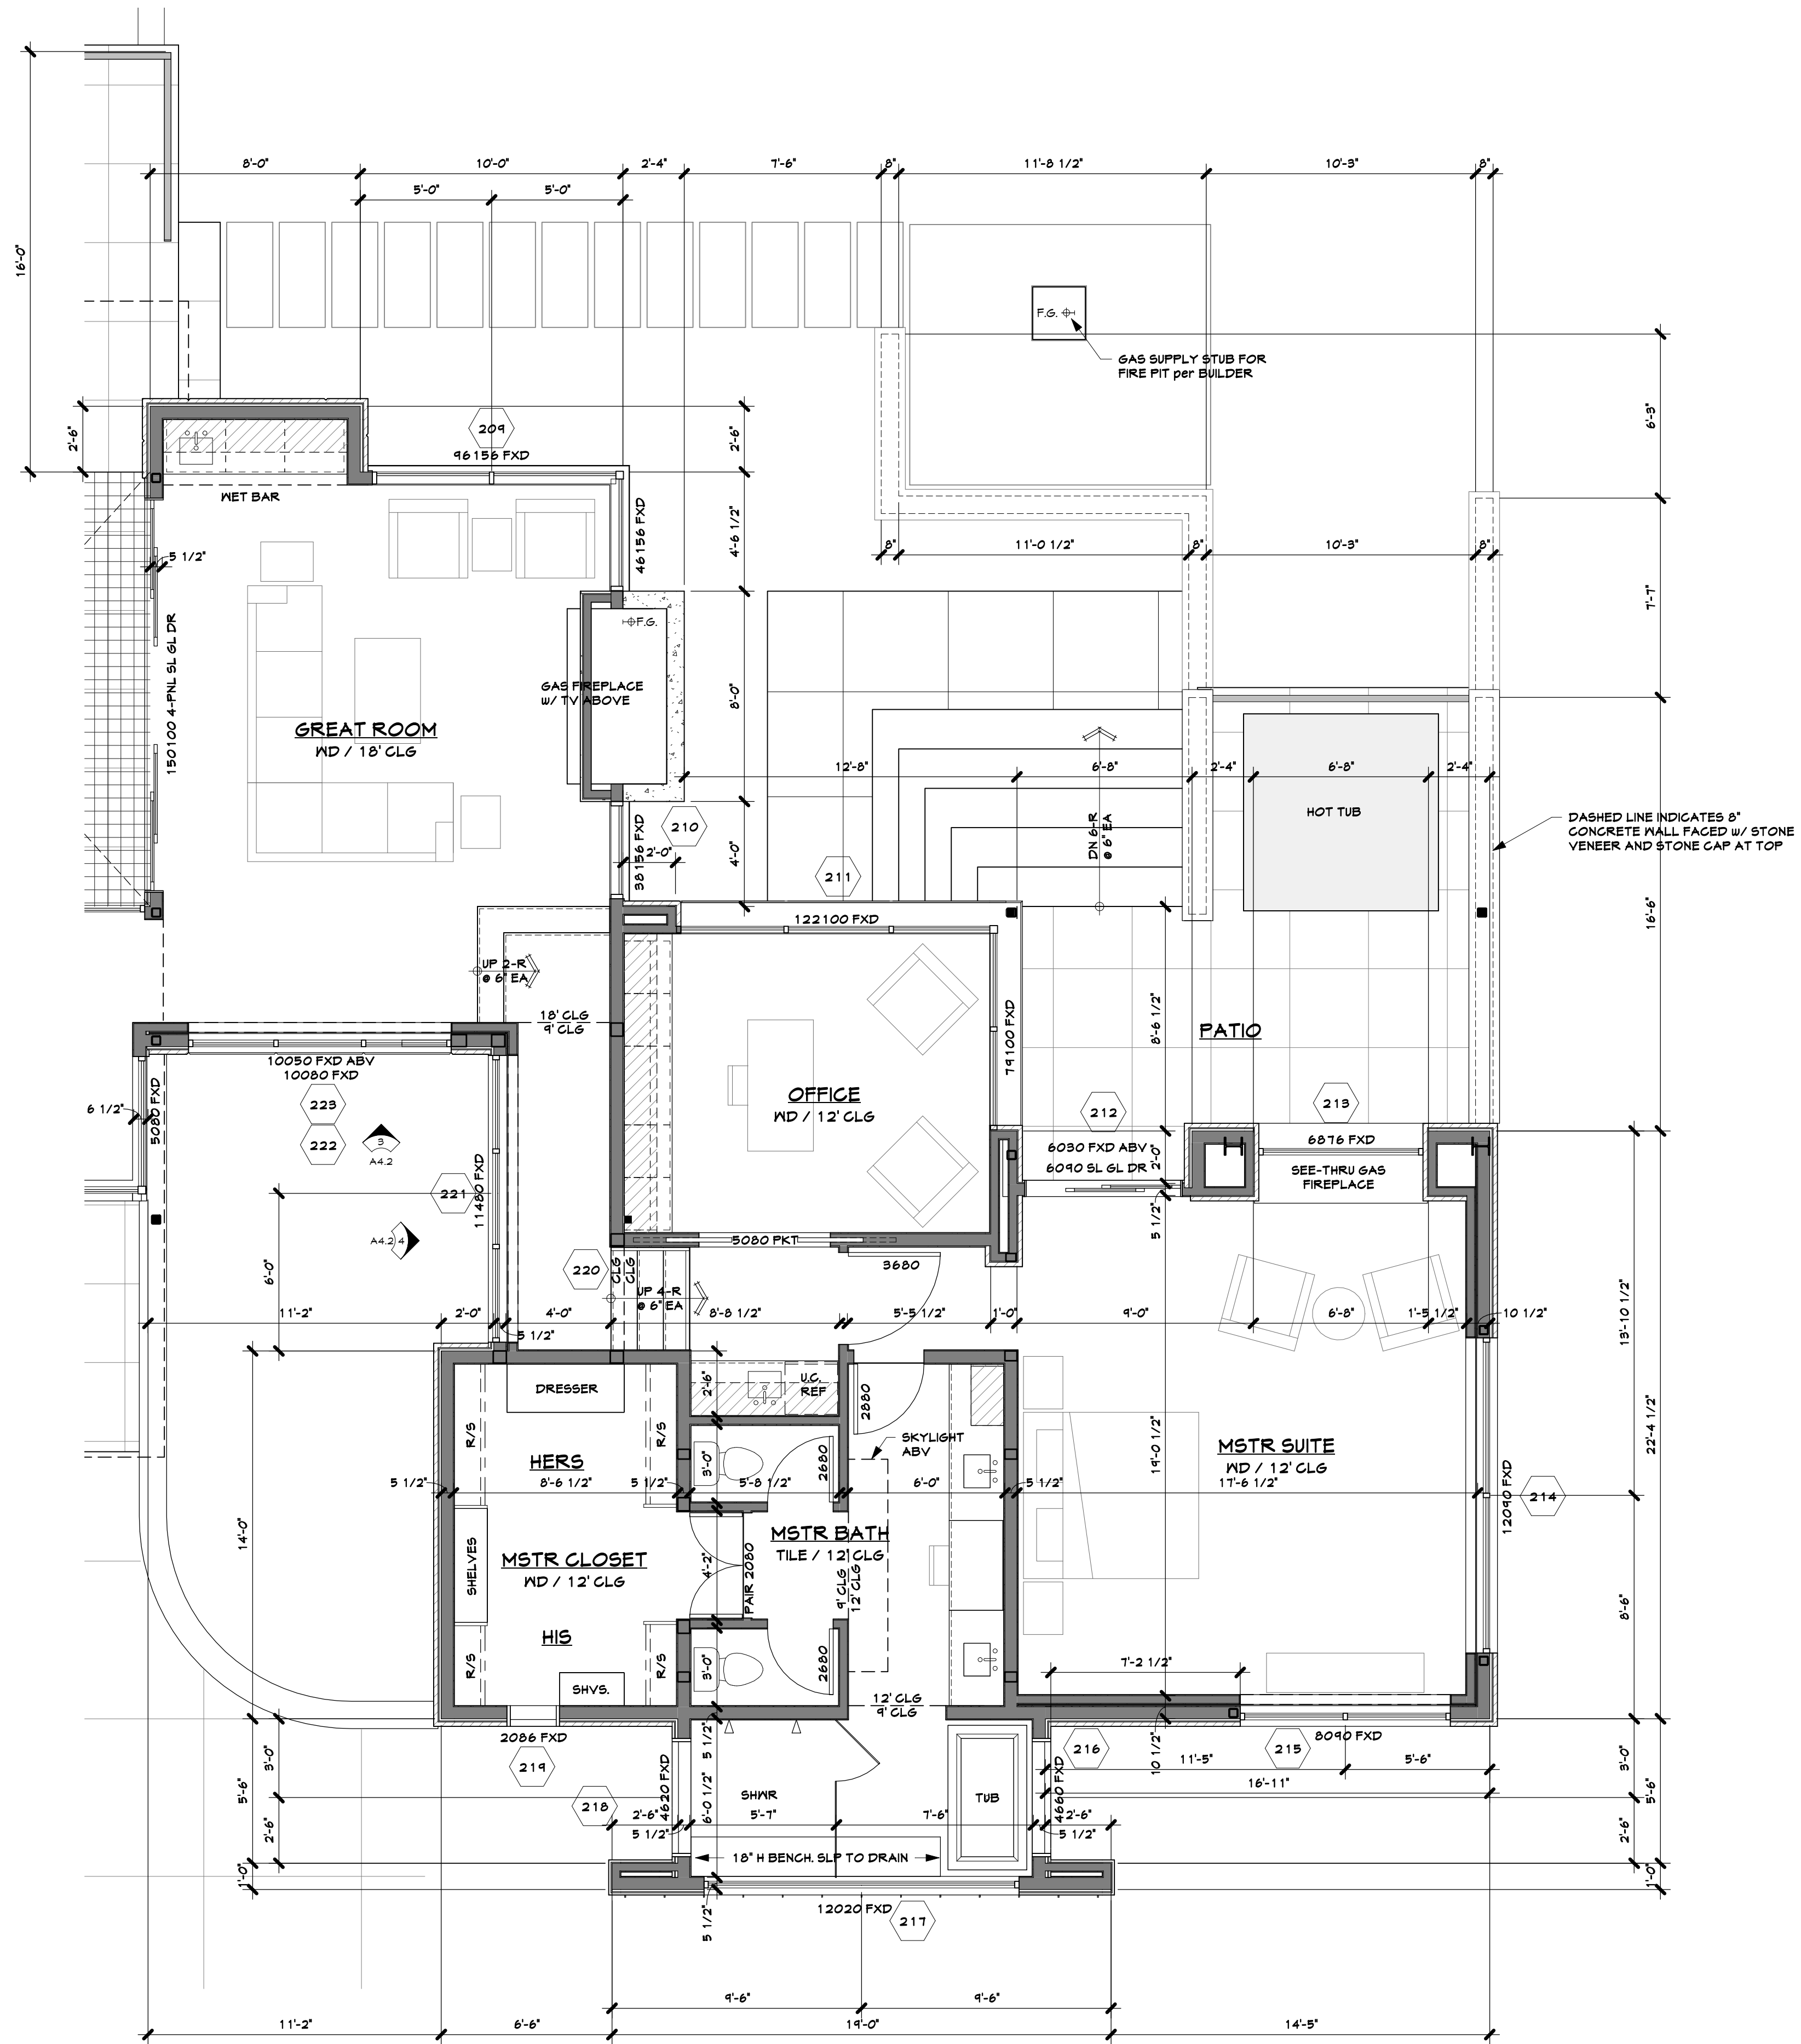 8'-0"
10'-0"
2'-4"
7'-6"
8"
11'-8 1/2"
10'-3"
8"
5'-0"
5'-0"
16'-0"
F.G.
GAS SUPPLY STUB FOR
FIRE PIT per BUILDER
6'-3"
2'-6"
209
96156 FXD
2'-6"
WET BAR
46156 FXD
4'-6 1/2"
5 1/2"
8"
11'-0 1/2"
8"
10'-3"
8"
7'-7"
F.G.
150100 4-PNL SL GL DR
GAS FIREPLACE
w/ TV ABOVE
8'-0"
GREAT ROOM
WD / 18' CLG
12'-8"
6'-8"
2'-4"
6'-8"
2'-4"
HOT TUB
DN 6-R
@ 6" EA
DASHED LINE INDICATES 8"
CONCRETE WALL FACED w/ STONE
VENEER AND STONE CAP AT TOP
210
38156 FXD
2'-0"
4'-0"
211
16'-6"
122100 FXD
UP 2-R
@ 6" EA
18' CLG
9' CLG
79100 FXD
8'-6 1/2"
PATIO
10050 FXD ABV
10080 FXD
223
222
3
A4.2
6 1/2"
5080 FXD
OFFICE
WD / 12' CLG
212
213
6030 FXD ABV
6090 SL GL DR
2'-0"
6876 FXD
SEE-THRU GAS
FIREPLACE
221
11480 FXD
A4.2
4
5 1/2"
5080 PKT
3680
220
CLG
CLG
6'-0"
UP 4-R
@ 6" EA
11'-2"
2'-0"
4'-0"
8'-8 1/2"
5'-5 1/2"
1'-0"
9'-0"
6'-8"
1'-5 1/2"
10 1/2"
13'-10 1/2"
5 1/2"
DRESSER
2'-6"
U.C.
REF
2880
R/S
R/S
SKYLIGHT
ABV
HERS
3'-0"
2680
19'-0 1/2"
MSTR SUITE
WD / 12' CLG
22'-4 1/2"
5 1/2"
8'-6 1/2"
5 1/2"
5'-8 1/2"
6'-0"
5 1/2"
17'-6 1/2"
12090 FXD
214
14'-0"
SHELVES
MSTR CLOSET
WD / 12' CLG
4'-2"
PAIR 2080
MSTR BATH
TILE / 12' CLG
9' CLG
12' CLG
8'-6"
HIS
R/S
R/S
SHVS.
3'-0"
2680
7'-2 1/2"
12' CLG
9' CLG
2086 FXD
219
5 1/2"
10 1/2"
216
215
8090 FXD
11'-5"
5'-6"
16'-11"
3'-0"
5'-6"
2'-6"
1'-0"
218
4620 FXD
6'-0 1/2"
SHWR
TUB
4660 FXD
3'-0"
5'-6"
2'-6"
1'-0"
2'-6"
5'-7"
7'-6"
2'-6"
5 1/2"
5 1/2"
18" H BENCH. SLP TO DRAIN
5 1/2"
12020 FXD
217
9'-6"
9'-6"
11'-2"
6'-6"
19'-0"
14'-5"